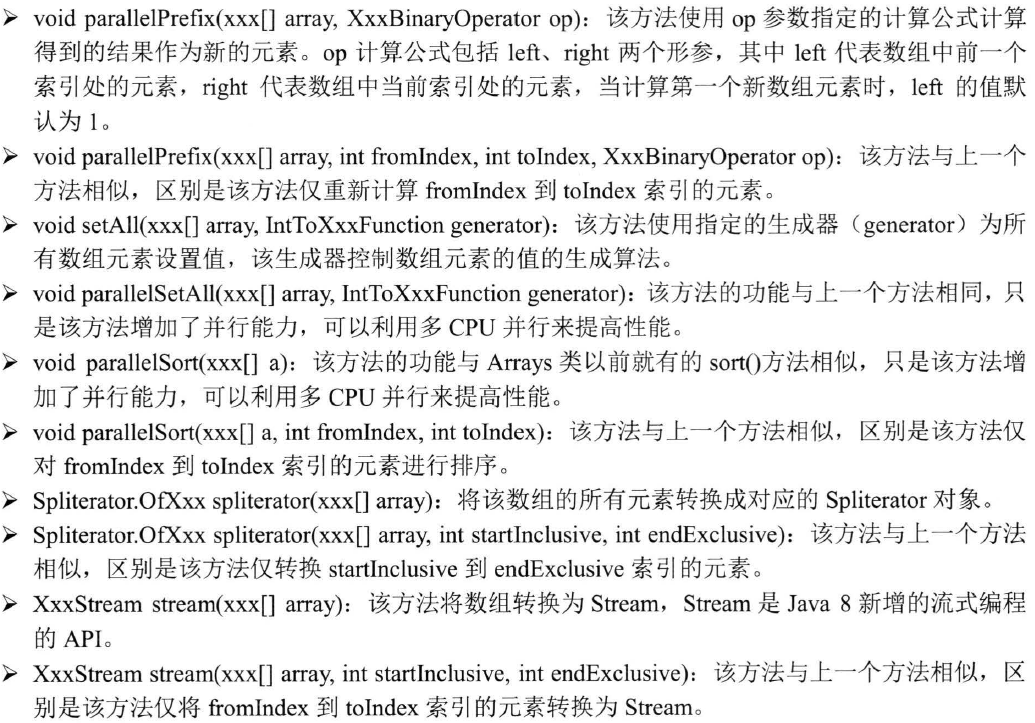 ➢ void parallelPrefix(xxx[] array, XxxBinaryOperator op)：该方法使用 op 参数指定的计算公式计算
得到的结果作为新的元素。op 计算公式包括 left、right 两个形参，其中 left 代表数组中前一个
索引处的元素，right 代表数组中当前索引处的元素，当计算第一个新数组元素时，left 的值默
认为 1。
➢ void parallelPrefix(xxx[] array, int fromIndex, int toIndex, XxxBinaryOperator op)：该方法与上一个
方法相似，区别是该方法仅重新计算 fromIndex 到 toIndex 索引的元素。
➢ void setAll(xxx[] array, IntToXxxFunction generator)：该方法使用指定的生成器（generator）为所
有数组元素设置值，该生成器控制数组元素的值的生成算法。
➢ void parallelSetAll(xxx[] array, IntToXxxFunction generator)：该方法的功能与上一个方法相同，只
是该方法增加了并行能力，可以利用多 CPU 并行来提高性能。
➢ void parallelSort(xxx[] a)：该方法的功能与 Arrays 类以前就有的 sort()方法相似，只是该方法增
加了并行能力，可以利用多 CPU 并行来提高性能。
➢ void parallelSort(xxx[] a, int fromIndex, int toIndex)：该方法与上一个方法相似，区别是该方法仅
对 fromIndex 到 toIndex 索引的元素进行排序。
➢ Spliterator.OfXxx spliterator(xxx[] array)：将该数组的所有元素转换成对应的 Spliterator 对象。
➢ Spliterator.OfXxx spliterator(xxx[] array, int startInclusive, int endExclusive)：该方法与上一个方法
相似，区别是该方法仅转换 startInclusive 到 endExclusive 索引的元素。
➢ XxxStream stream(xxx[] array)：该方法将数组转换为 Stream，Stream 是 Java 8 新增的流式编程
的 API。
➢ XxxStream stream(xxx[] array, int startInclusive, int endExclusive)：该方法与上一个方法相似，区
别是该方法仅将 fromIndex 到 toIndex 索引的元素转换为 Stream。